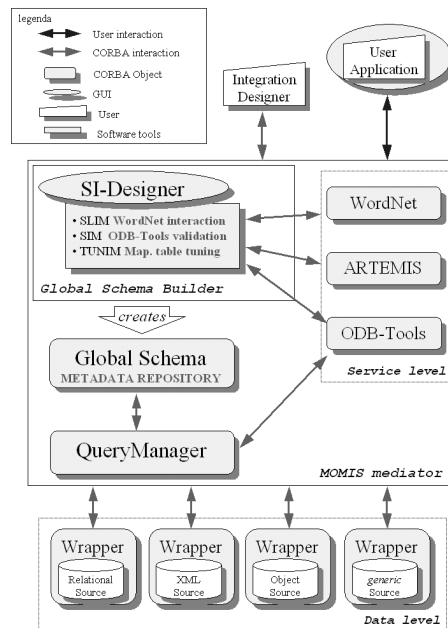 legenda
User interaction
CORBA interaction
CORBA Object
GUI
User
Software tools
Integration
Designer
User
Application
SI-Designer
• SLIM WordNet interaction
• SIM ODB-Tools validation
• TUNIM Map. table tuning
Global Schema Builder
WordNet
ARTEMIS
ODB-Tools
Service level
creates
Global Schema
METADATA REPOSITORY
QueryManager
MOMIS mediator
Wrapper
Relational
Source
Wrapper
XML
Source
Wrapper
Object
Source
Wrapper
generic
Source
Data level